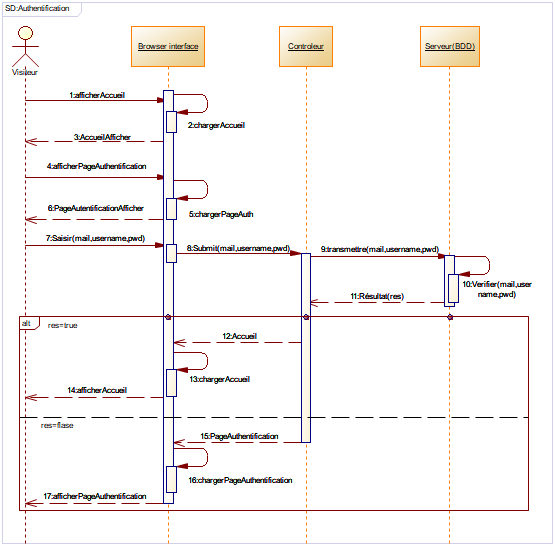 SD:Authentification
Visiteur
Browser interface
Controleur
Serveur(BDD)
1:afficherAccueil
2:chargerAccueil
3:AccueilAfficher
4:afficherPageAuthentification
5:chargerPageAuth
6:PageAutentificationAfficher
7:Saisir(mail,username,pwd)
8:Submit(mail,username,pwd)
9:transmettre(mail,username,pwd)
10:Verifier(mail,user
name,pwd)
11:Résultat(res)
alt
res=true
12:Accueil
13:chargerAccueil
14:afficherAccueil
res=flase
15:PageAuthentification
16:chargerPageAuthentification
17:afficherPageAuthentification